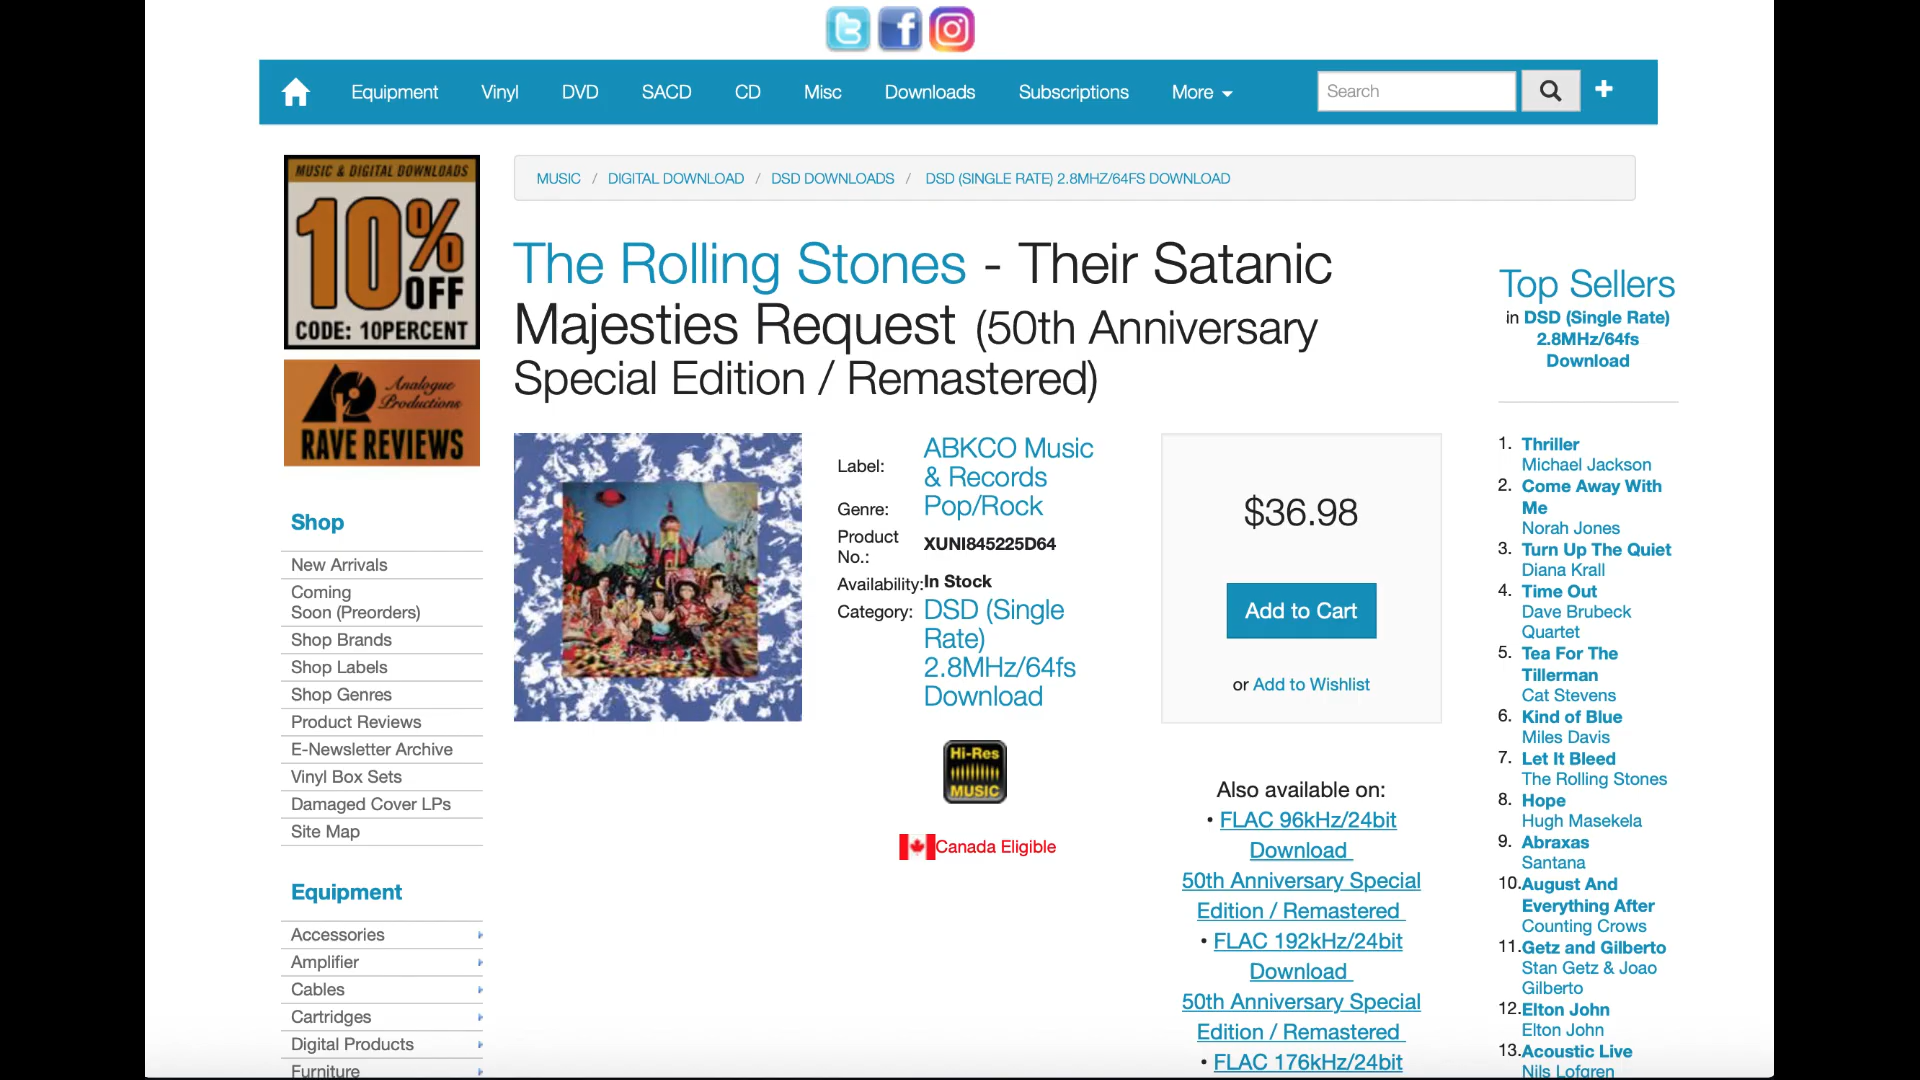 Equipment Vinyl DVD SACD CD Misc Downloads Subscriptions More Search
MUSIC & DIGITAL DOWNLOADS
10%
OFF
CODE: 10PERCENT
Analogue
Productions
RAVE REVIEWS
Shop
New Arrivals
Coming
Soon (Preorders)
Shop Brands
Shop Labels
Shop Genres
Product Reviews
E-Newsletter Archive
Vinyl Box Sets
Damaged Cover LPs
Site Map
Equipment
Accessories
Amplifier
Cables
Cartridges
Digital Products
Furniture
MUSIC / DIGITAL DOWNLOAD / DSD DOWNLOADS / DSD (SINGLE RATE) 2.8MHZ/64FS DOWNLOAD
The Rolling Stones - Their Satanic
Majesties Request (50th Anniversary
Special Edition / Remastered)
Label: ABKCO Music
& Records
Genre: Pop/Rock
Product
No.: XUNI845225D64
Availability: In Stock
Category: DSD (Single
Rate)
2.8MHz/64fs
Download
Hi-Res
MUSIC
Canada Eligible
$36.98
Add to Cart
or Add to Wishlist
Also available on:
• FLAC 96kHz/24bit
Download
50th Anniversary Special
Edition / Remastered
• FLAC 192kHz/24bit
Download
50th Anniversary Special
Edition / Remastered
• FLAC 176kHz/24bit
Top Sellers
in DSD (Single Rate)
2.8MHz/64fs
Download
1. Thriller
Michael Jackson
2. Come Away With
Me
Norah Jones
3. Turn Up The Quiet
Diana Krall
4. Time Out
Dave Brubeck
Quartet
5. Tea For The
Tillerman
Cat Stevens
6. Kind of Blue
Miles Davis
7. Let It Bleed
The Rolling Stones
8. Hope
Hugh Masekela
9. Abraxas
Santana
10. August And
Everything After
Counting Crows
11. Getz and Gilberto
Stan Getz & Joao
Gilberto
12. Elton John
Elton John
13. Acoustic Live
Nils Lofgren